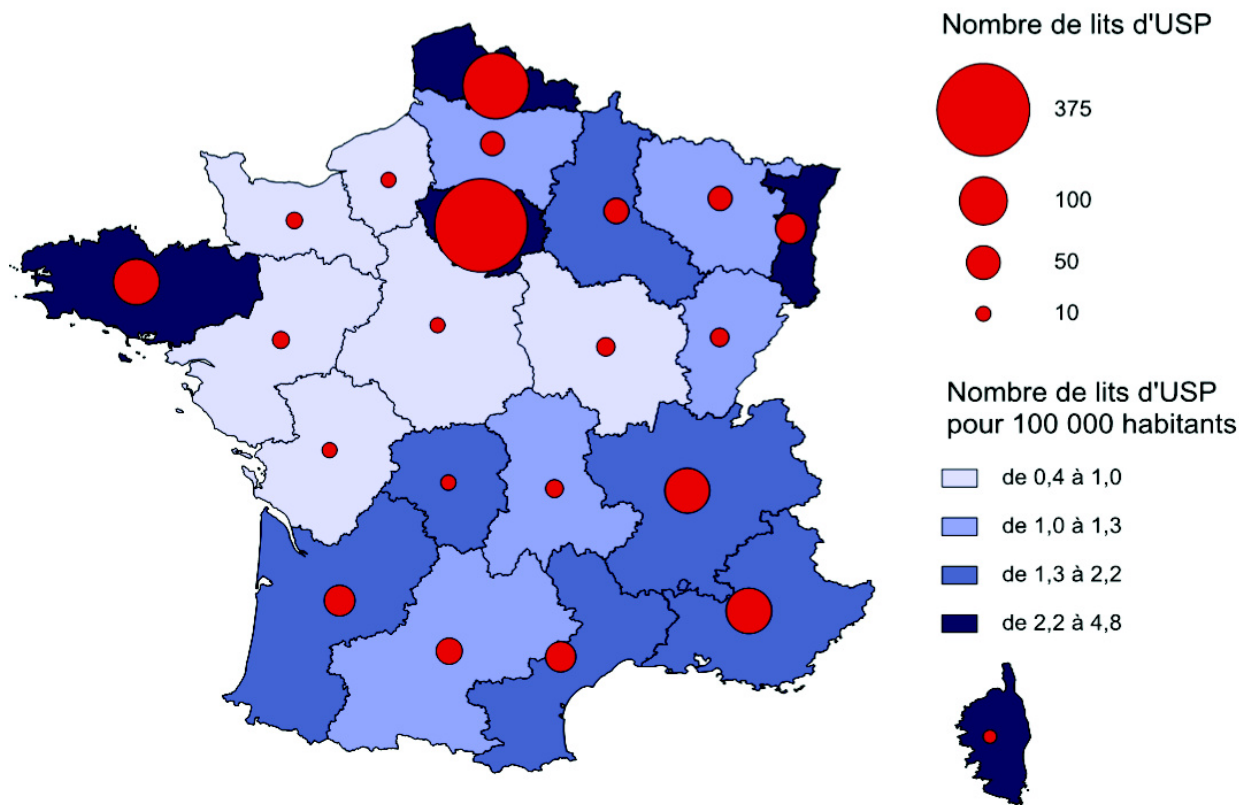 Nombre de lits d'USP
375
100
50
10
Nombre de lits d'USP
pour 100 000 habitants
de 0,4 à 1,0
de 1,0 à 1,3
de 1,3 à 2,2
de 2,2 à 4,8